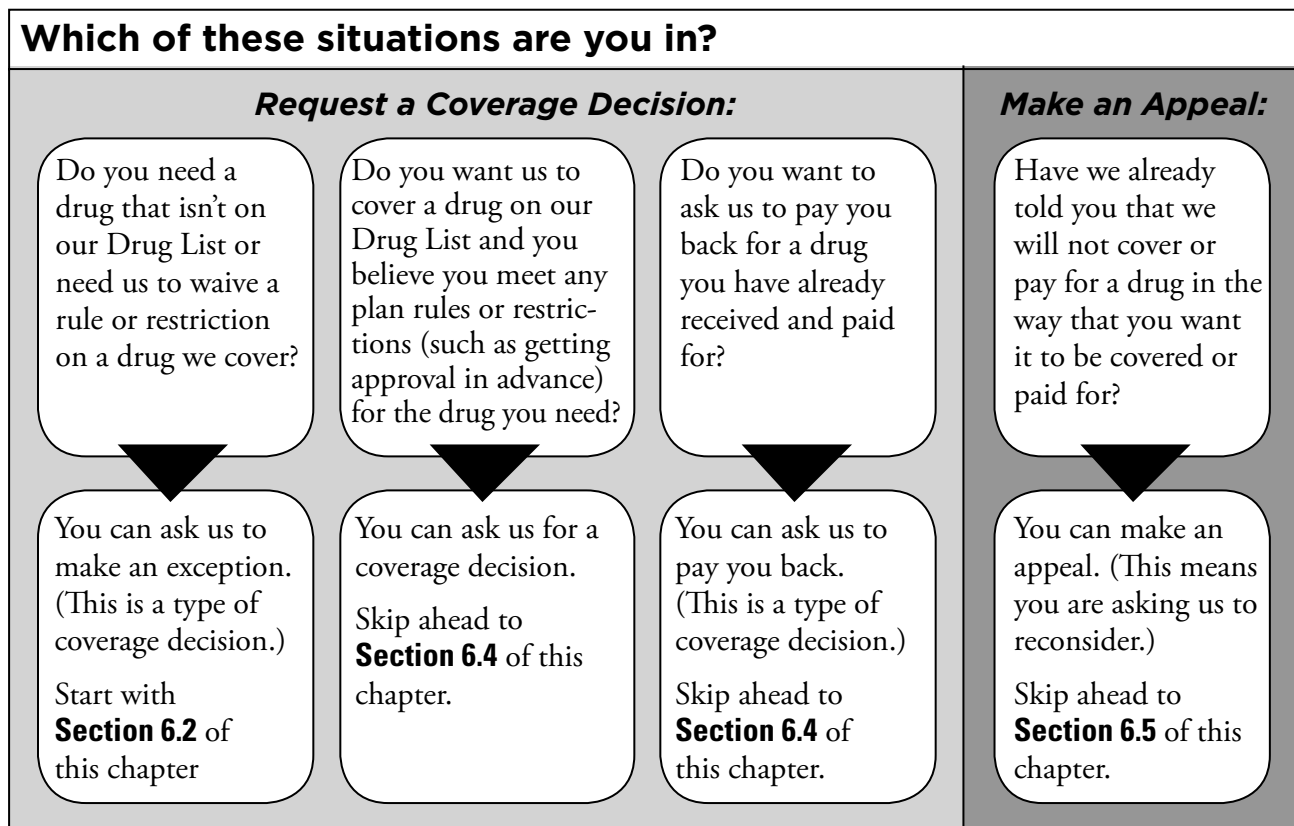 Which of these situations are you in?
Request a Coverage Decision:
Do you need a
drug that isn't on
our Drug List or
need us to waive a
rule or restriction
on a drug we cover?
You can ask us to
make an exception.
(This is a type of
coverage decision.)
Start with
Section 6.2 of
this chapter
Do you want us to
cover a drug on our
Drug List and you
believe you meet any
plan rules or restric-
tions (such as getting
approval in advance)
for the drug you need?
You can ask us for a
coverage decision.
Skip ahead to
Section 6.4 of this
chapter.
Do you want to
ask us to pay you
back for a drug
you have already
received and paid
for?
You can ask us to
pay you back.
(This is a type of
coverage decision.)
Skip ahead to
Section 6.4 of
this chapter.
Make an Appeal:
Have we already
told you that we
will not cover or
pay for a drug in the
way that you want
it to be covered or
paid for?
You can make an
appeal. (This means
you are asking us to
reconsider.)
Skip ahead to
Section 6.5 of this
chapter.